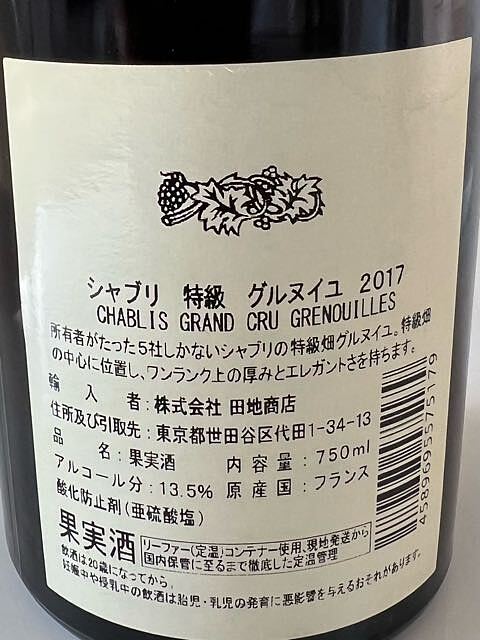 シャブリ 特級 グルヌイユ 2017
CHABLIS GRAND CRU GRENOUILLES
所有者がたった5社しかないシャブリの特級畑グルヌイユ。特級畑
の中心に位置し、ワンランク上の厚みとエレガントさを持ちます。
輸入者:株式会社 田地商店
住所及び引取先:東京都世田谷区代田1-34-13
品名:果実酒 内容量:750ml
アルコール分:13.5% 原産国:フランス
酸化防止剤(亜硫酸塩)
果実酒
リーファー(定温)コンテナー使用、現地発送から
国内保管に至るまで徹底した定温管理
飲酒は20歳になってから。
妊娠中や授乳中の飲酒は胎児・乳児の発育に悪影響を与えるおそれがあります。
4589695575179